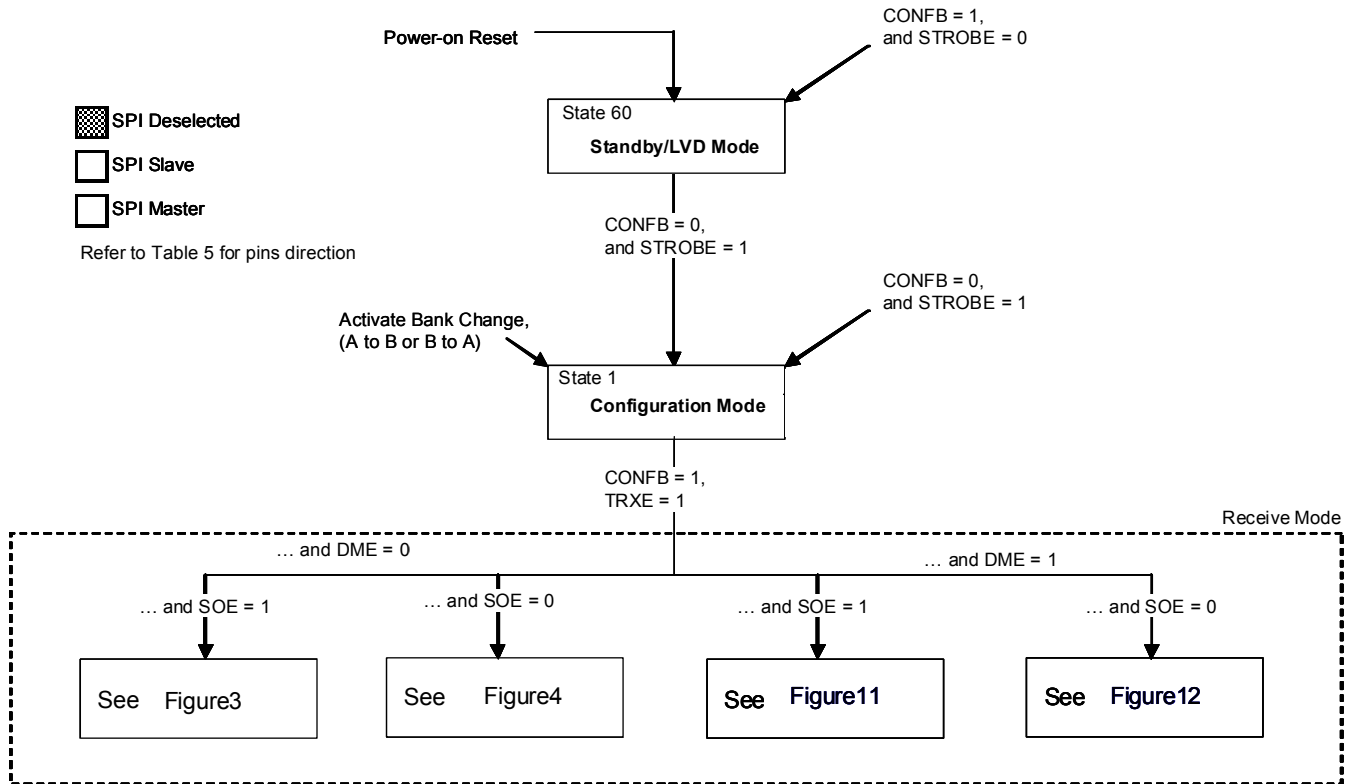 CONFB = 1,
and STROBE = 0
Power-on Reset
State 60
Standby/LVD Mode
SPI Deselected
SPI Slave
SPI Master
Refer to Table 5 for pins direction
CONFB = 0,
and STROBE = 1
CONFB = 0,
and STROBE = 1
Activate Bank Change,
(A to B or B to A)
State 1
Configuration Mode
CONFB = 1,
TRXE = 1
Receive Mode
... and DME = 0
... and DME = 1
... and SOE = 1
... and SOE = 0
... and SOE = 1
... and SOE = 0
See Figure3
See Figure4
See Figure11
See Figure12